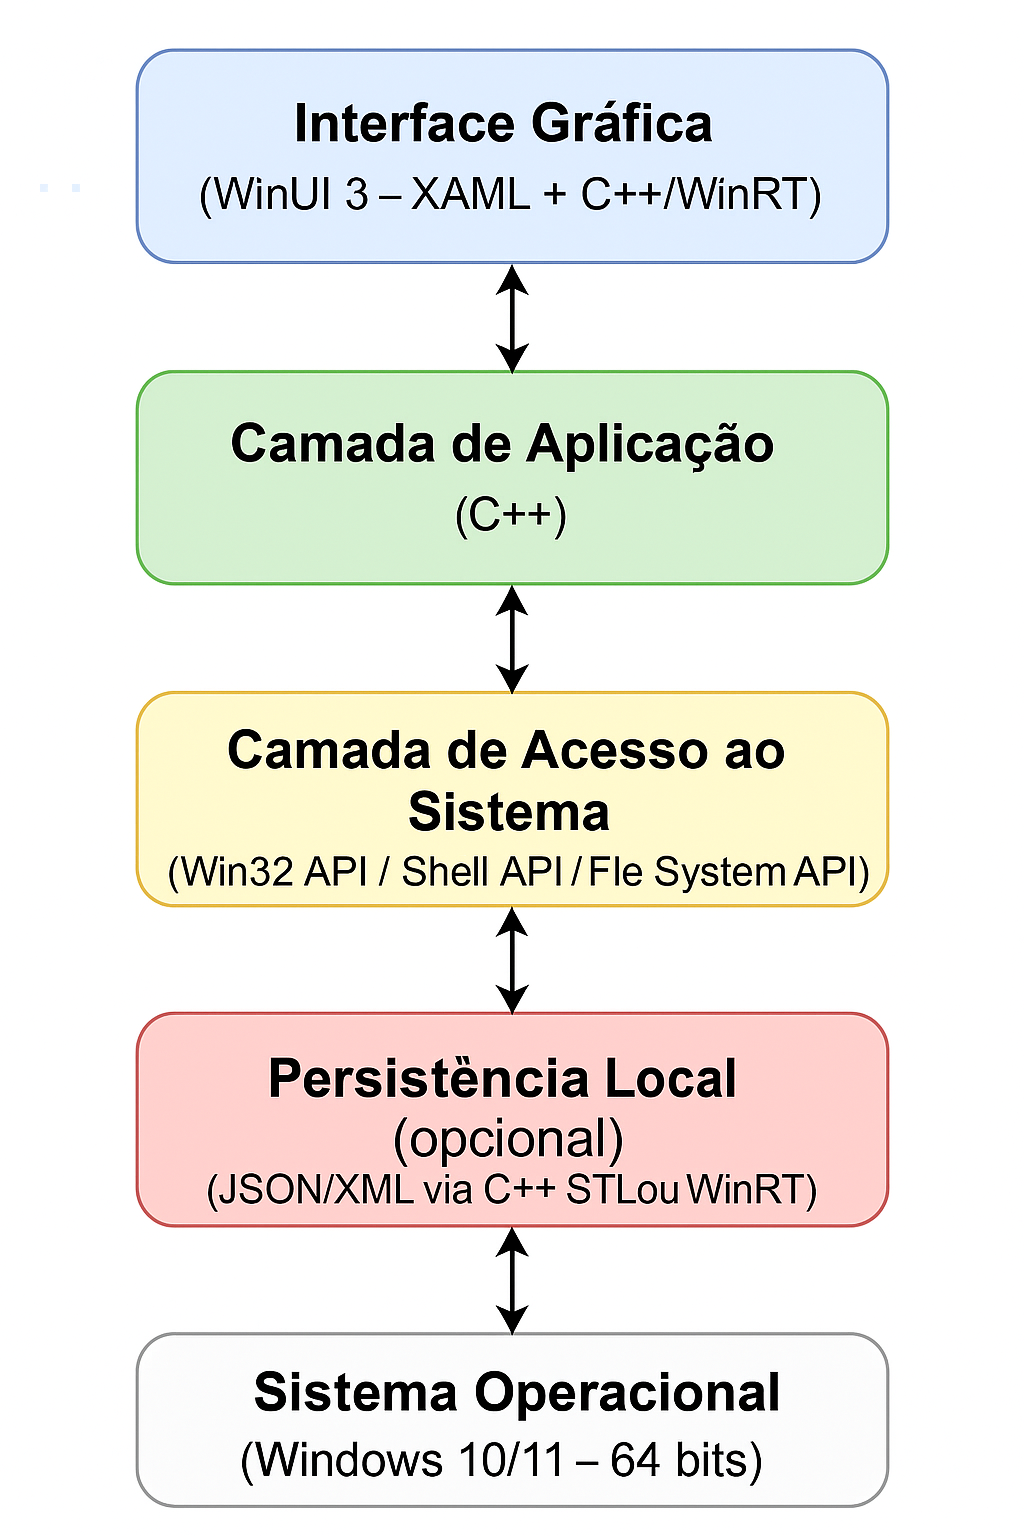 Interface Gráfica
(WinUI 3 – XAML + C++/WinRT)
Camada de Aplicação
(C++)
Camada de Acesso ao
Sistema
(Win32 API / Shell API / Fle System API)
Persistência Local
(opcional)
(JSON/XML via C++ STLou WinRT)
Sistema Operacional
(Windows 10/11 – 64 bits)